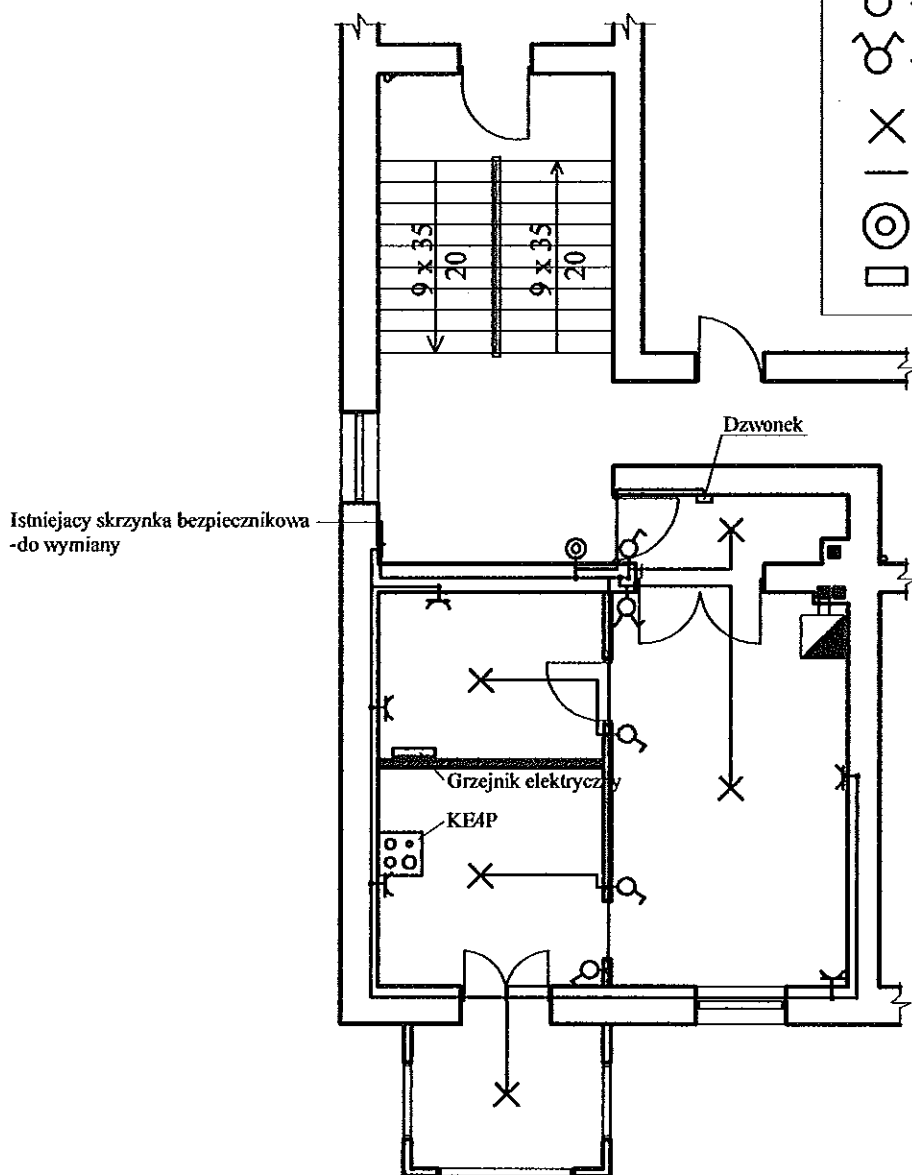 9 x 35
20
9 x 35
20
Dzwonek
Istniejacy skrzynka bezpiecznikowa
-do wymiany
Grzejnik elektryczny
KE4P